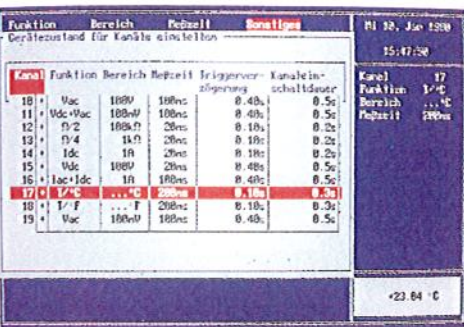 Funktion Bereich Meßzeit Sonstiges
Gerätezustand für Kanäle einstellen
Kanal Funktion Bereich Meßzeit Triggerver- Kanalein-
zögerung schaltdauer
10 Vac 100V 100ms 0.40s 0.5s
11 Vdc+Vac 100mV 100ms 0.40s 0.5s
12 Ω/2 100kΩ 20ms 0.10s 0.2s
13 Ω/4 1kΩ 20ms 0.10s 0.2s
14 Idc 1A 20ms 0.10s 0.2s
15 Vdc 100V 20ms 0.40s 0.5s
16 Iac+Idc 1A 100ms 0.40s 0.5s
17 T/°C ...°C 200ms 0.10s 0.3s
18 T/°F ...°F 200ms 0.10s 0.3s
19 Vac 100mV 100ms 0.40s 0.5s
Mi 10. Jan 1990
15:47:50
Kanal 17
Funktion T/°C
Bereich ...°C
Meßzeit 200ms
+23.84 °C